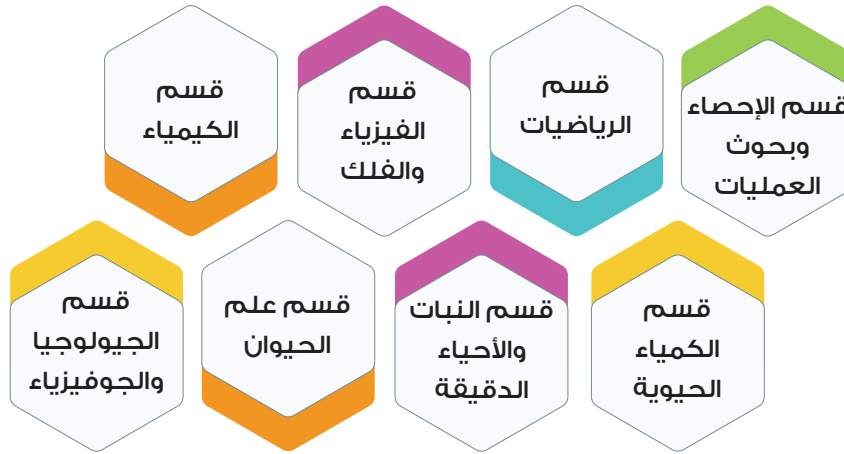 قسم الإحصاء
وبحوث
العمليات
قسم
الرياضيات
قسم
الفيزياء
والفلك
قسم
الكيمياء
قسم
الكمياء
الحيوية
قسم النبات
والأحياء
الدقيقة
قسم علم
الحيوان
قسم
الجيولوجيا
والجوفيزياء